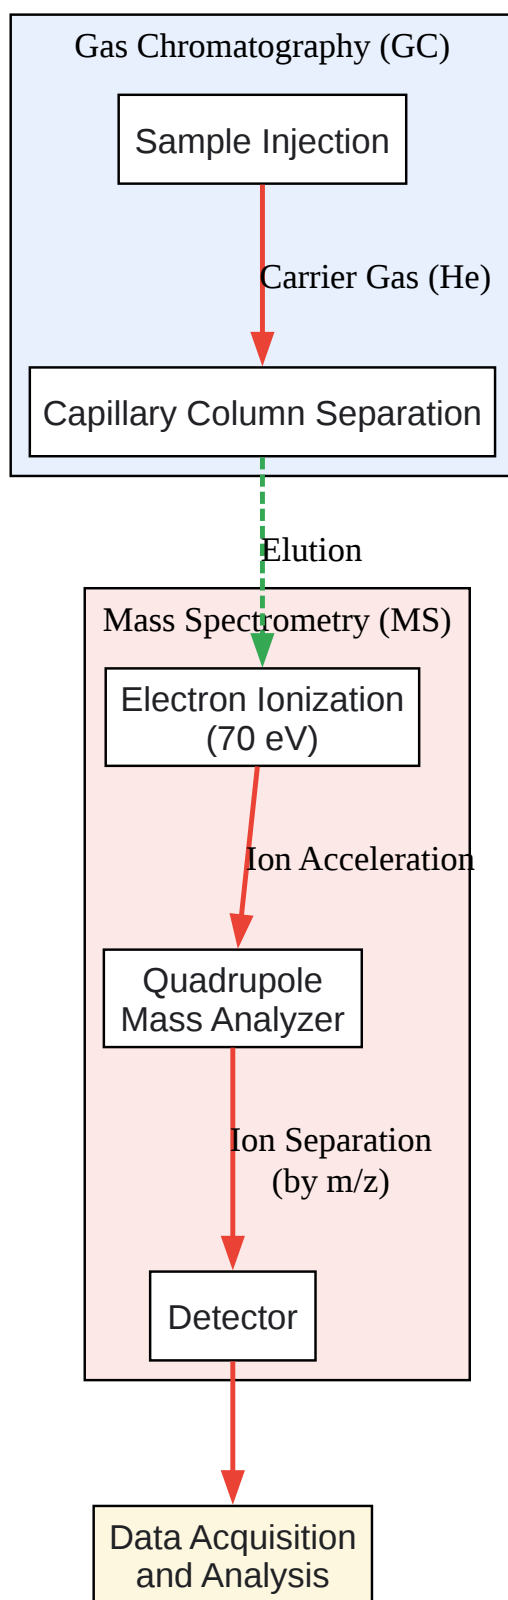 Gas Chromatography (GC)
Sample Injection
Carrier Gas (He)
Capillary Column Separation
Elution
Mass Spectrometry (MS)
Electron Ionization
(70 eV)
Ion Acceleration
Quadrupole
Mass Analyzer
Ion Separation
(by m/z)
Detector
Data Acquisition
and Analysis